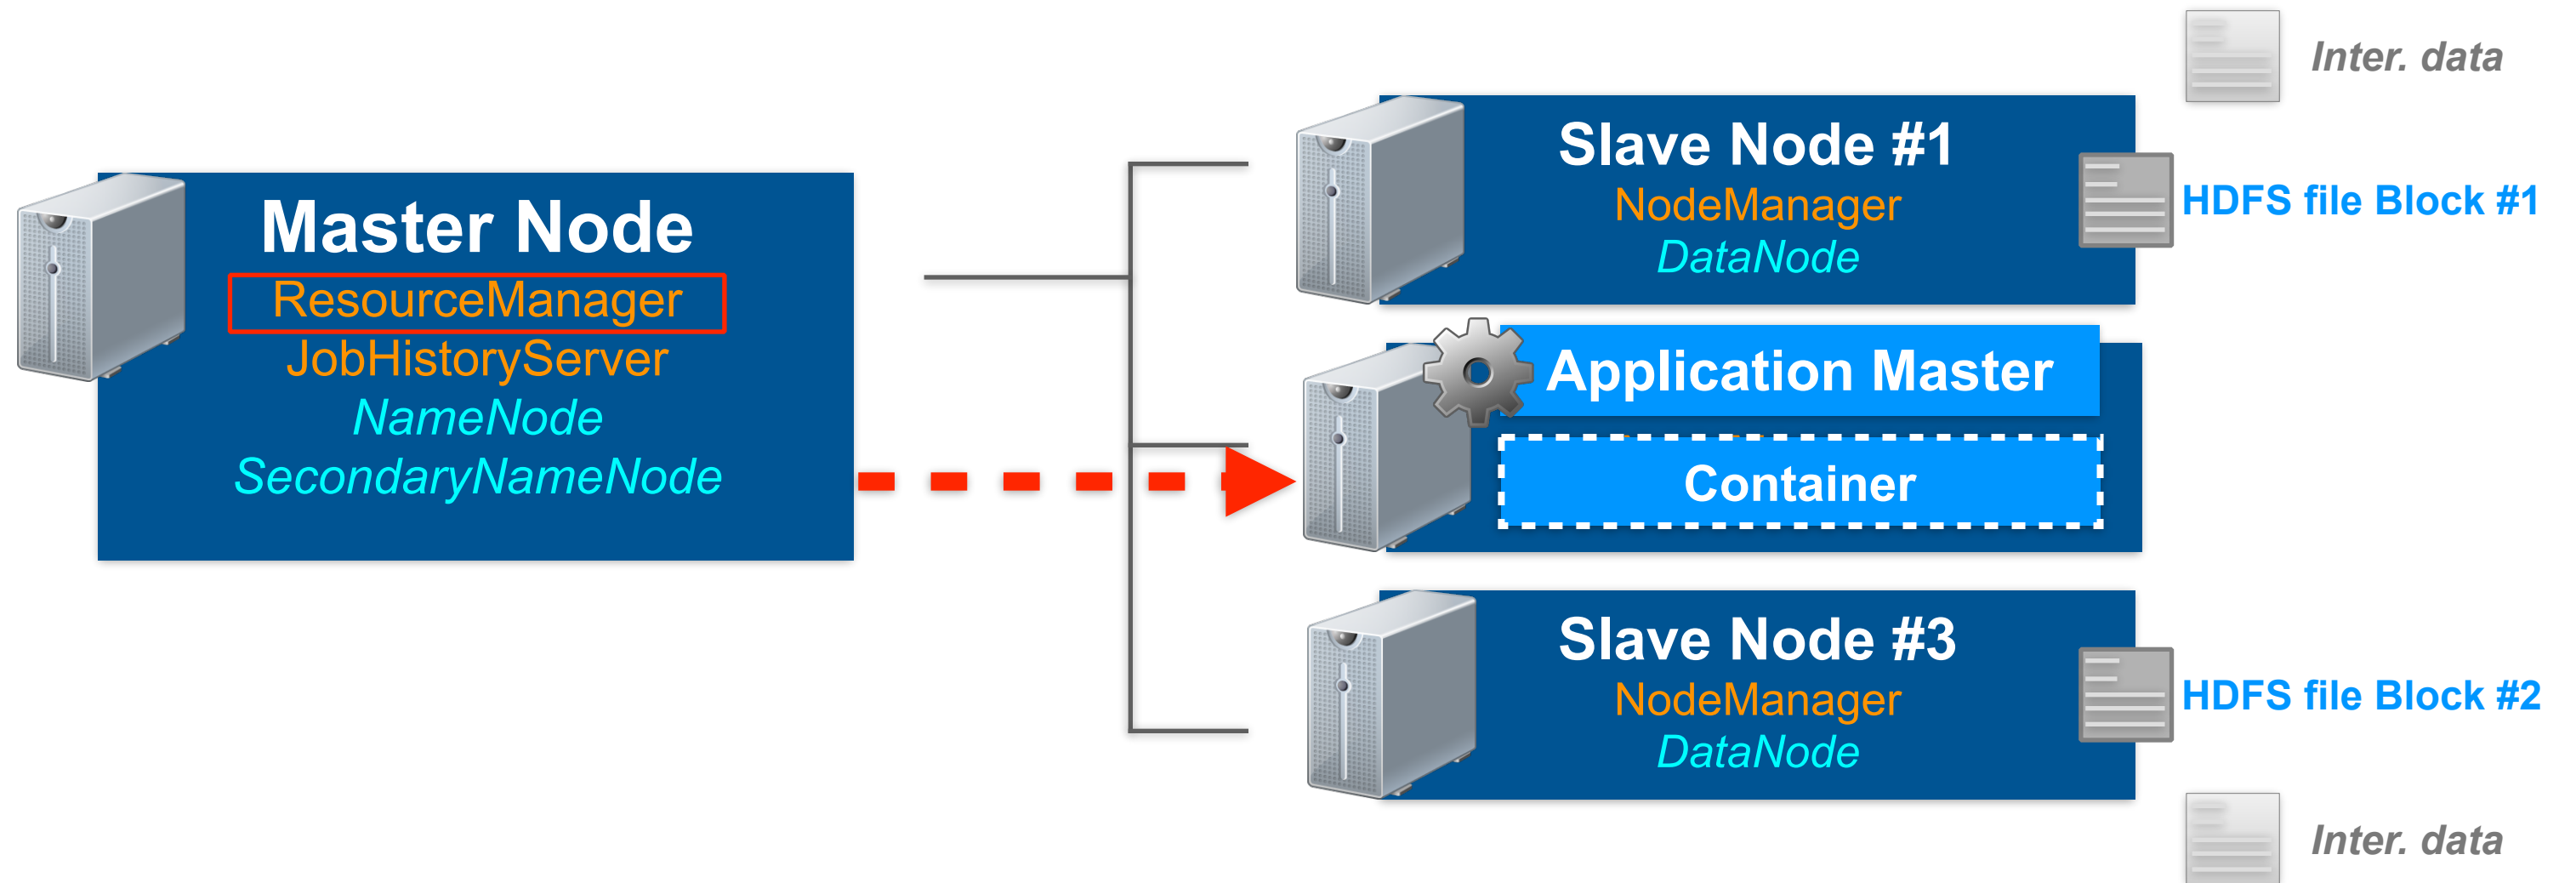 Inter. data
Slave Node #1
NodeManager
DataNode
HDFS file Block #1
Master Node
ResourceManager
JobHistoryServer
NameNode
SecondaryNameNode
Application Master
Container
Slave Node #3
NodeManager
DataNode
HDFS file Block #2
Inter. data